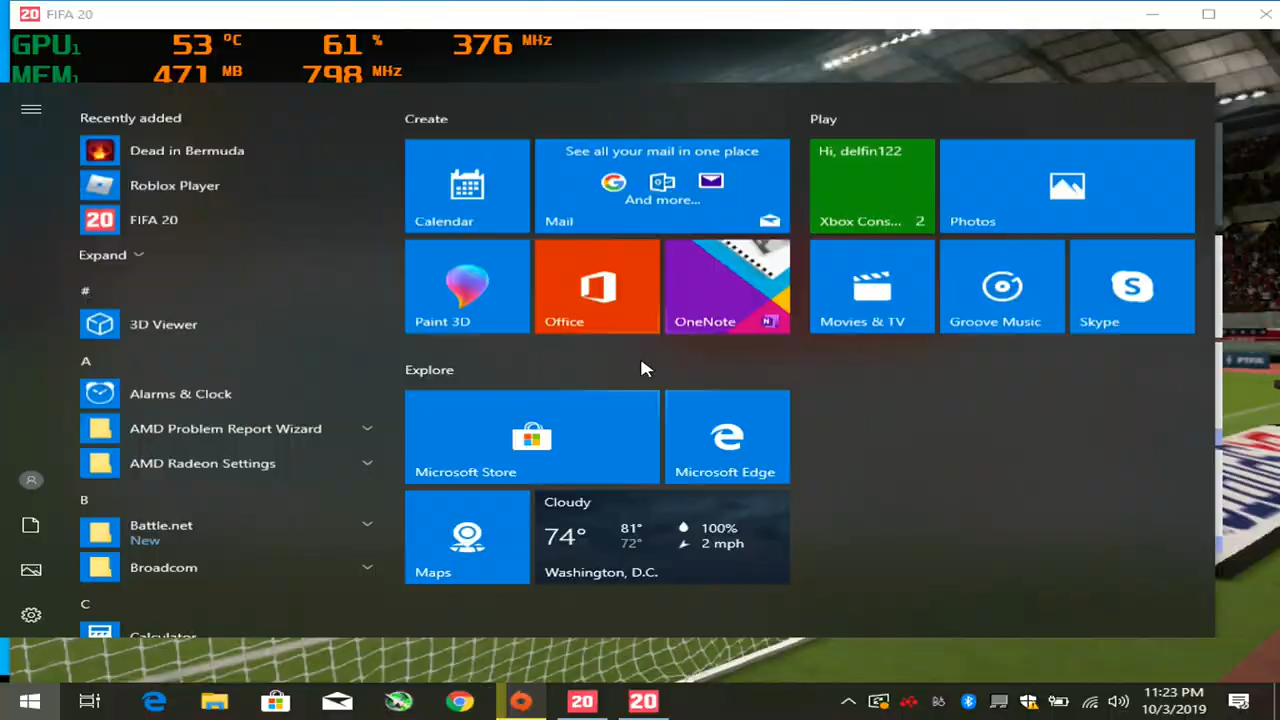 20 FIFA 20
GPU1 53 °C 61 % 376 MHz
MEM1 471 MB 798 MHz
Recently added
Dead in Bermuda
Roblox Player
20 FIFA 20
Expand
#
3D Viewer
A
Alarms & Clock
AMD Problem Report Wizard
AMD Radeon Settings
B
Battle.net
New
Broadcom
C
Calculator
Create
Calendar
See all your mail in one place
And more...
Mail
Paint 3D
Office
OneNote
Explore
Microsoft Store
Microsoft Edge
Maps
Cloudy
74° 81° 100%
72° 2 mph
Washington, D.C.
Play
Hi, delfin122
Xbox Cons... 2
Photos
Movies & TV
Groove Music
S
Skype
20 20
11:23 PM
10/3/2019